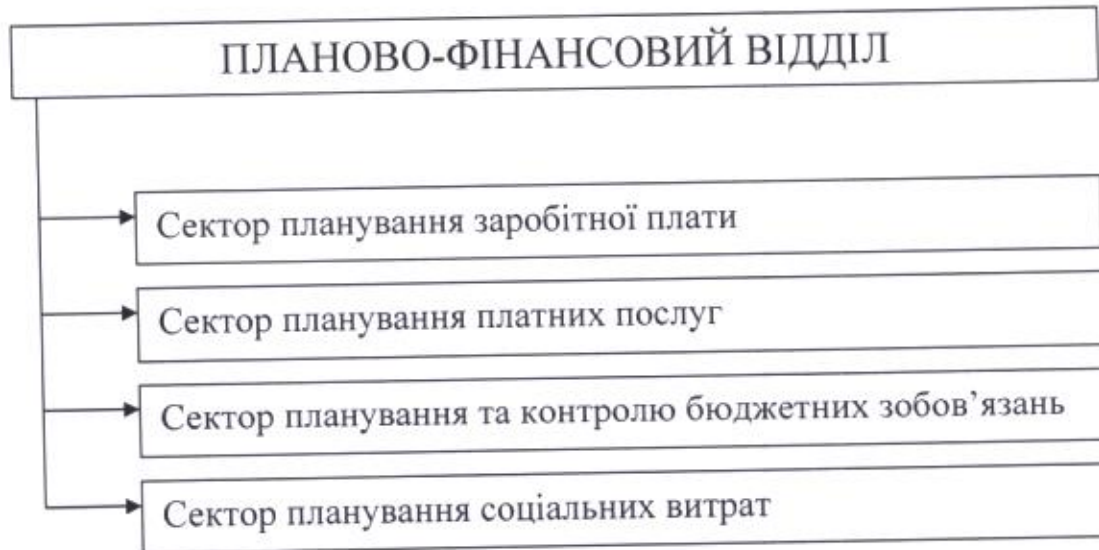 ПЛАНОВО-ФІНАНСОВИЙ ВІДДІЛ
Сектор планування заробітної плати
Сектор планування платних послуг
Сектор планування та контролю бюджетних зобов’язань
Сектор планування соціальних витрат